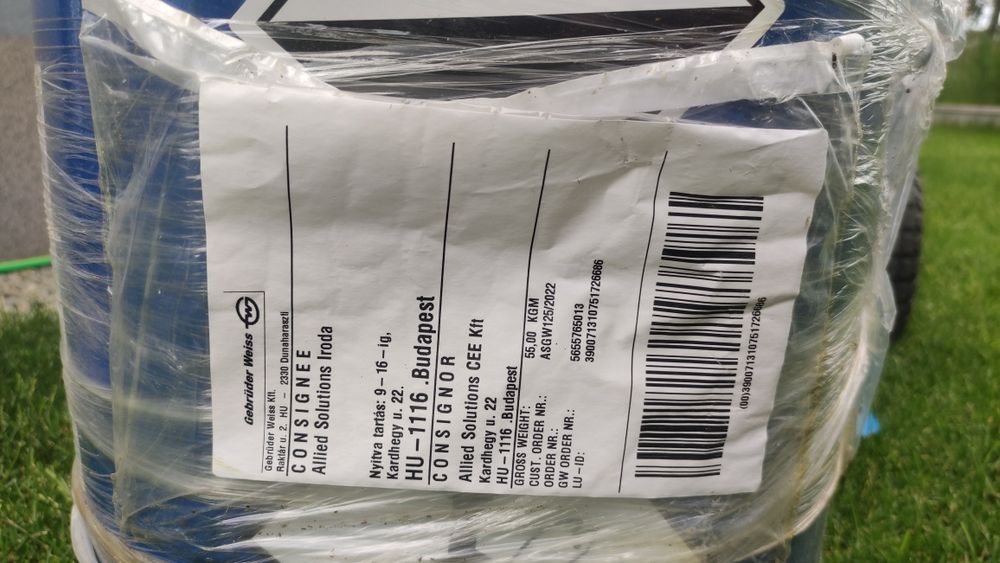 Gebrüder Weiss GW
Gebrüder Weiss Kft.
Raktár u. 2. HU - 2330 Dunaharaszti
CONSIGNEE
Allied Solutions Iroda
Nyitva tartás: 9-16-ig,
Kardhegy u. 22.
HU-1116 .Budapest
CONSIGNOR
Allied Solutions CEE Kft
Kardhegy u. 22
HU-1116 .Budapest
GROSS WEIGHT: 55,00 KGM
CUST. ORDER NR.: ASGW125/2022
ORDER NR.:
GW ORDER NR.: 5655765013
LU-ID: 390071310751726686
(00)390071310751726686